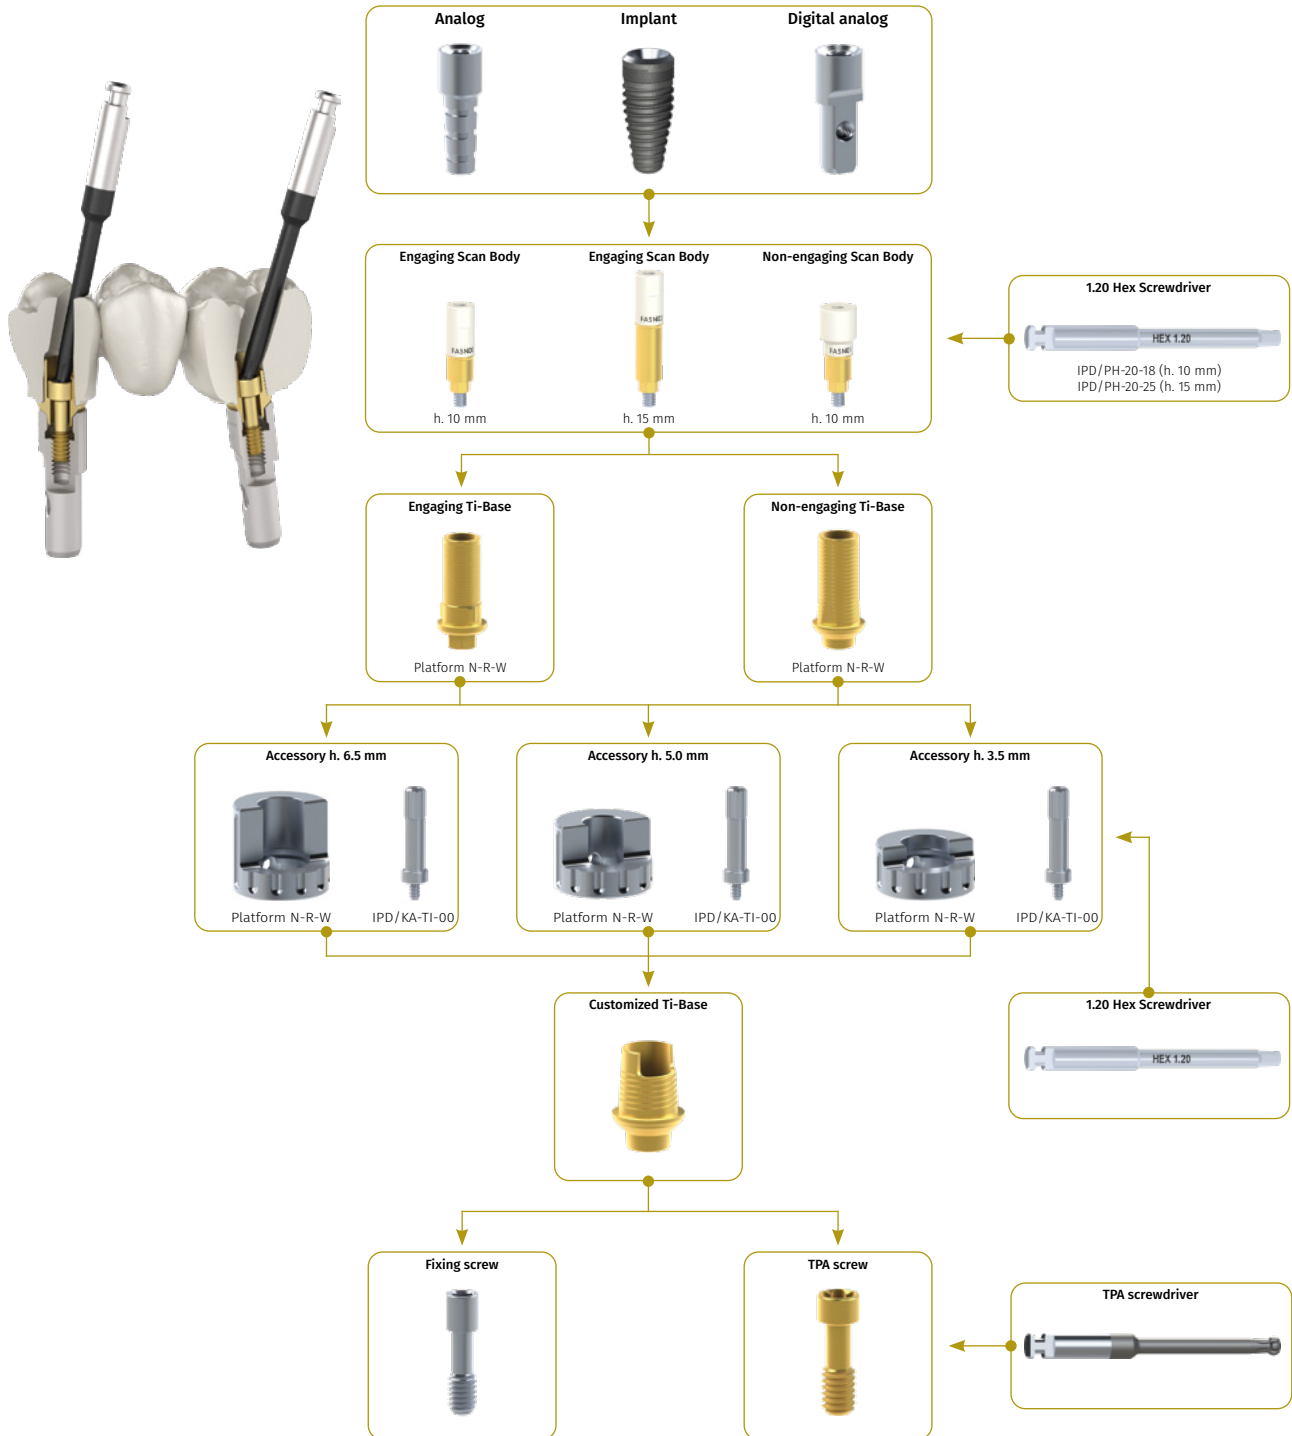 Analog
Implant
Digital analog
Engaging Scan Body
Engaging Scan Body
Non-engaging Scan Body
h. 10 mm
h. 15 mm
h. 10 mm
1.20 Hex Screwdriver
HEX 1.20
IPD/PH-20-18 (h. 10 mm)
IPD/PH-20-25 (h. 15 mm)
Engaging Ti-Base
Platform N-R-W
Non-engaging Ti-Base
Platform N-R-W
Accessory h. 6.5 mm
Platform N-R-W
IPD/KA-TI-00
Accessory h. 5.0 mm
Platform N-R-W
IPD/KA-TI-00
Accessory h. 3.5 mm
Platform N-R-W
IPD/KA-TI-00
Customized Ti-Base
1.20 Hex Screwdriver
HEX 1.20
Fixing screw
TPA screw
TPA screwdriver